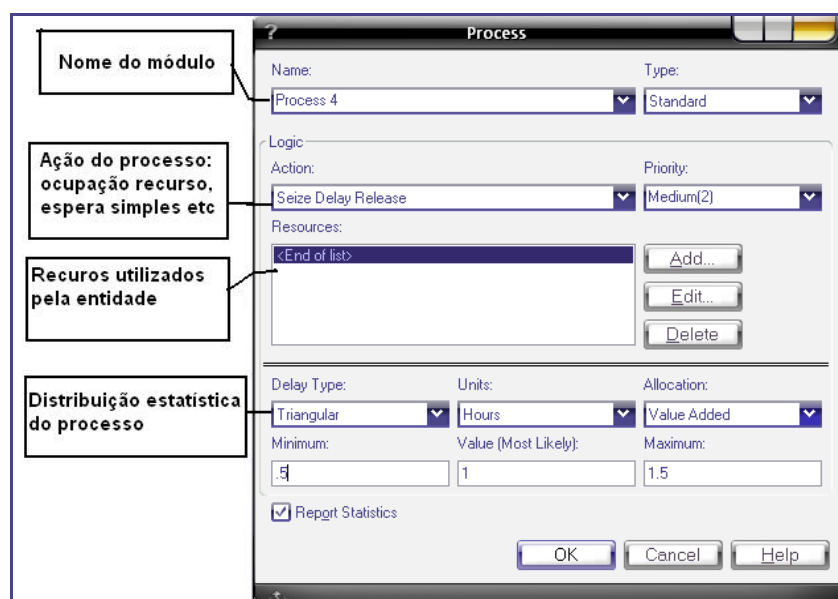 Nome do módulo
Ação do processo:
ocupação recurso,
espera simples etc
Recuros utilizados
pela entidade
Distribuição estatística
do processo
?
Process
Name:
Type:
Process 4
Standard
Logic
Action:
Priority:
Seize Delay Release
Medium(2)
Resources:
<End of list>
Add...
Edit...
Delete
Delay Type:
Units:
Allocation:
Triangular
Hours
Value Added
Minimum:
Value (Most Likely):
Maximum:
.5
1
1.5
Report Statistics
OK
Cancel
Help